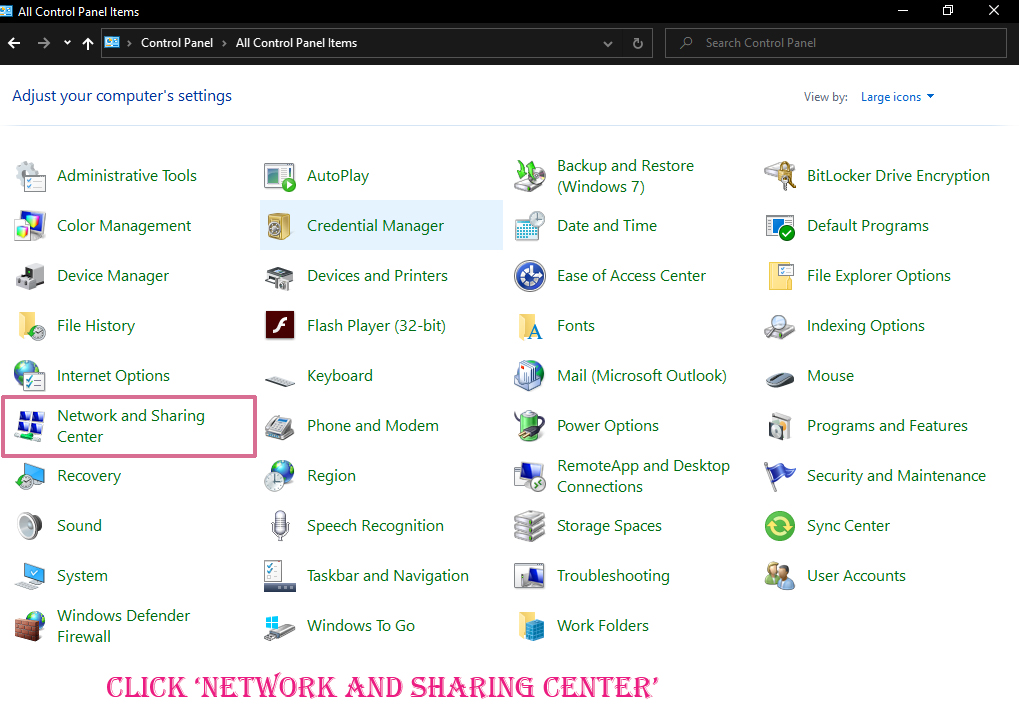 All Control Panel Items
Control Panel > All Control Panel Items
Search Control Panel
Adjust your computer's settings
View by: Large icons
Administrative Tools
AutoPlay
Backup and Restore
(Windows 7)
BitLocker Drive Encryption
Color Management
Credential Manager
Date and Time
Default Programs
Device Manager
Devices and Printers
Ease of Access Center
File Explorer Options
File History
Flash Player (32-bit)
Fonts
Indexing Options
Internet Options
Keyboard
Mail (Microsoft Outlook)
Mouse
Network and Sharing
Center
Phone and Modem
Power Options
Programs and Features
Recovery
Region
RemoteApp and Desktop
Connections
Security and Maintenance
Sound
Speech Recognition
Storage Spaces
Sync Center
System
Taskbar and Navigation
Troubleshooting
User Accounts
Windows Defender
Firewall
Windows To Go
Work Folders
CLICK ‘NETWORK AND SHARING CENTER’